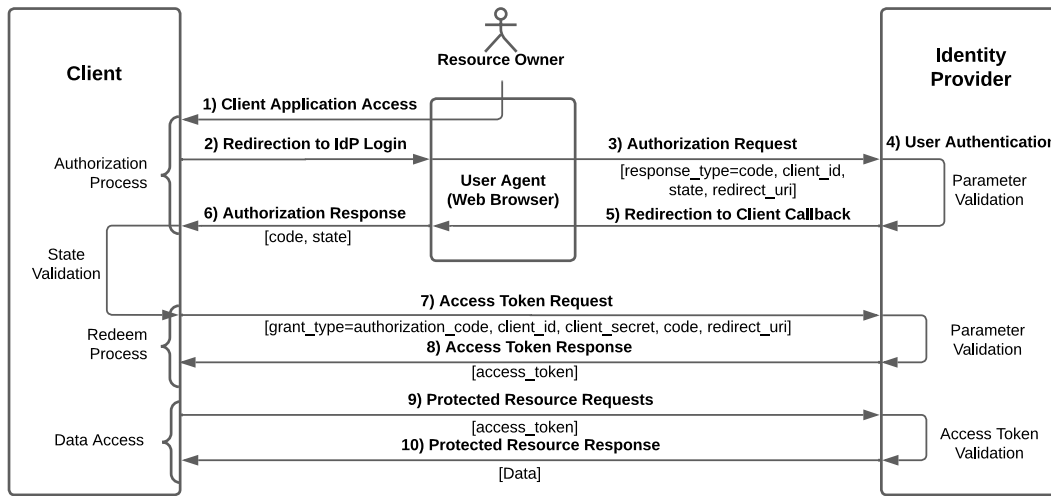 Client
Resource Owner
Identity
Provider
1) Client Application Access
2) Redirection to IdP Login
3) Authorization Request
4) User Authentication
[response_type=code, client_id,
state, redirect_uri]
Authorization
Process
User Agent
(Web Browser)
Parameter
Validation
5) Redirection to Client Callback
6) Authorization Response
[code, state]
State
Validation
7) Access Token Request
[grant_type=authorization_code, client_id, client_secret, code, redirect_uri]
Redeem
Process
Parameter
Validation
8) Access Token Response
[access_token]
9) Protected Resource Requests
[access_token]
Data Access
Access Token
Validation
10) Protected Resource Response
[Data]